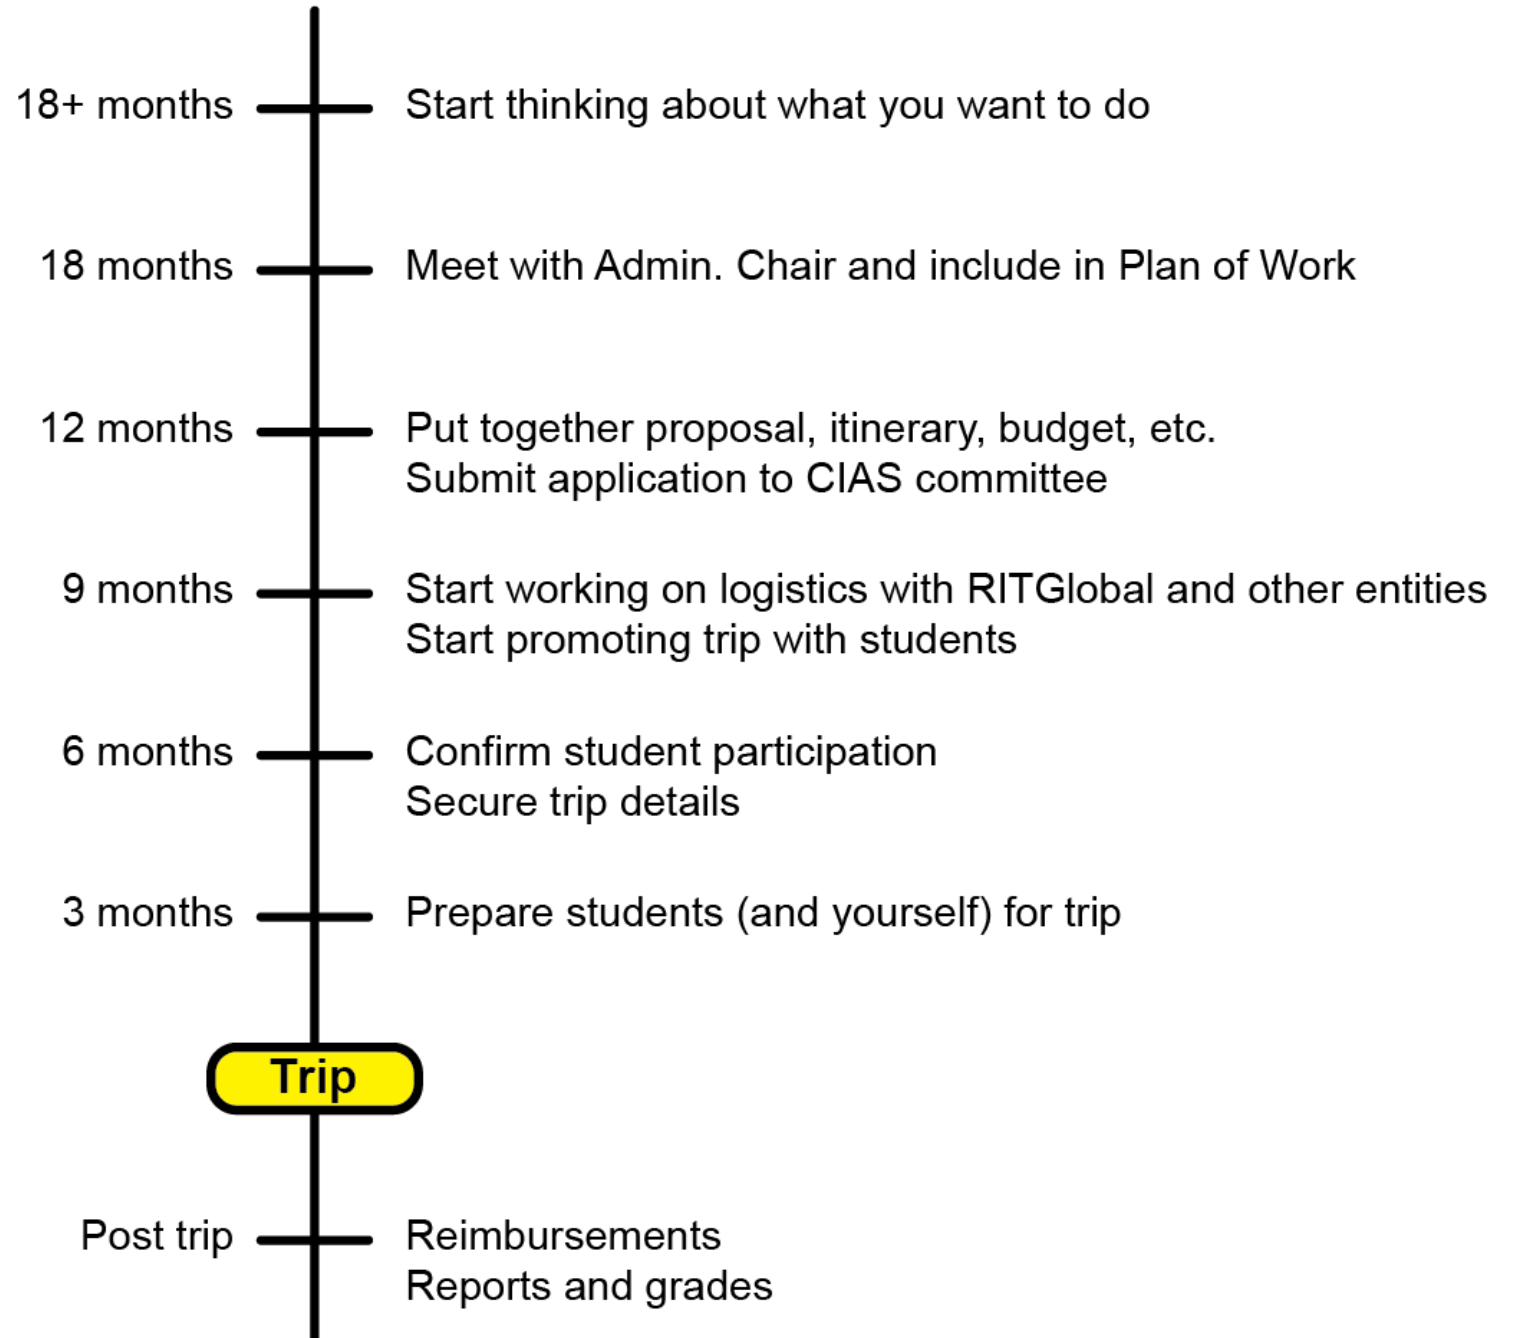 18+ months
Start thinking about what you want to do
18 months
Meet with Admin. Chair and include in Plan of Work
12 months
Put together proposal, itinerary, budget, etc.
Submit application to CIAS committee
9 months
Start working on logistics with RITGlobal and other entities
Start promoting trip with students
6 months
Confirm student participation
Secure trip details
3 months
Prepare students (and yourself) for trip
Trip
Post trip
Reimbursements
Reports and grades